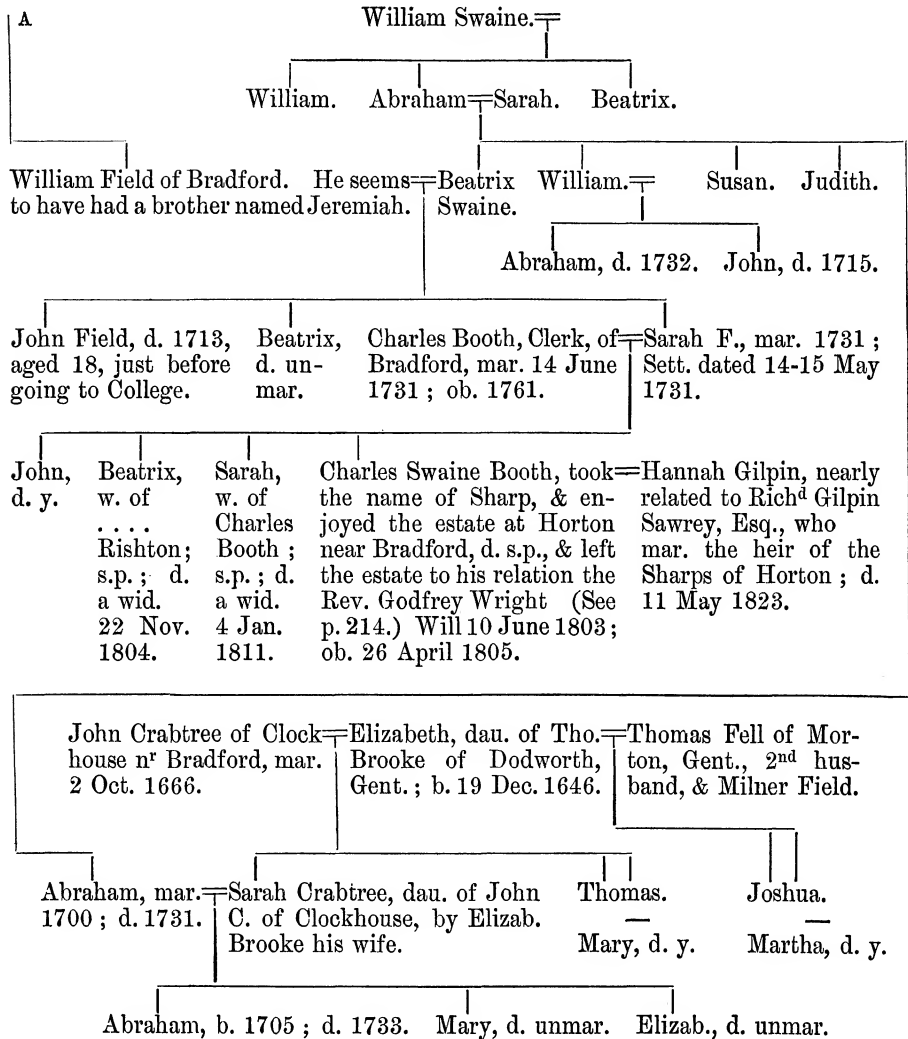 A
William Swaine.
William. Abraham Sarah. Beatrix.
William Field of Bradford. He seems
to have had a brother named Jeremiah.
Beatrix
Swaine.
William.
Susan. Judith.
Abraham, d. 1732. John, d. 1715.
John Field, d. 1713,
aged 18, just before
going to College.
Beatrix,
d. un-
mar.
Charles Booth, Clerk, of
Bradford, mar. 14 June
1731 ; ob. 1761.
Sarah F., mar. 1731 ;
Sett. dated 14-15 May
1731.
John,
d. y.
Beatrix,
w. of
. . . .
Rishton;
s.p. ; d.
a wid.
22 Nov.
1804.
Sarah,
w. of
Charles
Booth ;
s.p. ; d.
a wid.
4 Jan.
1811.
Charles Swaine Booth, took
the name of Sharp, & en-
joyed the estate at Horton
near Bradford, d. s.p., & left
the estate to his relation the
Rev. Godfrey Wright (See
p. 214.) Will 10 June 1803 ;
ob. 26 April 1805.
Hannah Gilpin, nearly
related to Richd Gilpin
Sawrey, Esq., who
mar. the heir of the
Sharps of Horton ; d.
11 May 1823.
John Crabtree of Clock
house nr Bradford, mar.
2 Oct. 1666.
Elizabeth, dau. of Tho.
Brooke of Dodworth,
Gent. ; b. 19 Dec. 1646.
Thomas Fell of Mor-
ton, Gent., 2nd hus-
band, & Milner Field.
Abraham, mar.
1700 ; d. 1731.
Sarah Crabtree, dau. of John
C. of Clockhouse, by Elizab.
Brooke his wife.
Thomas.
—
Mary, d. y.
Joshua.
—
Martha, d. y.
Abraham, b. 1705 ; d. 1733. Mary, d. unmar. Elizab., d. unmar.